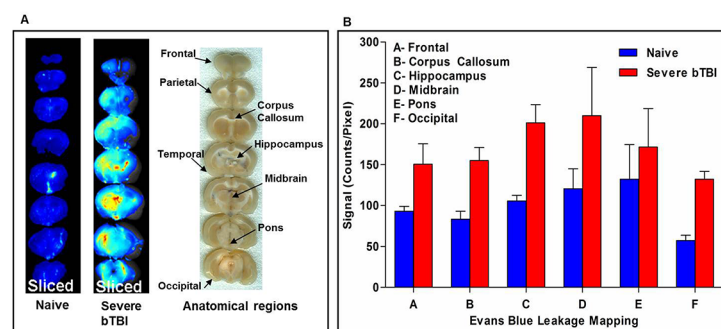 A
Sliced
Naive
Sliced
Severe
bTBI
Frontal
Parietal
Corpus
Callosum
Hippocampus
Temporal
Midbrain
Pons
Occipital
Anatomical regions
B
Signal (Counts/Pixel)
300
250
200
150
100
50
0
A- Frontal
B- Corpus Callosum
C- Hippocampus
D- Midbrain
E- Pons
F- Occipital
Naive
Severe bTBI
A B C D E F
Evans Blue Leakage Mapping